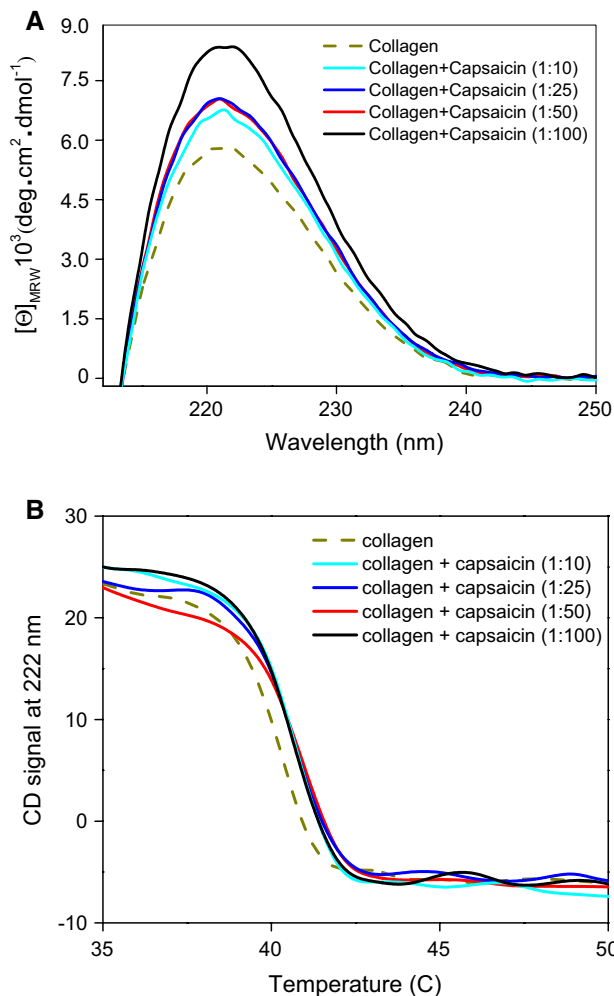 A
9.0
7.5
6.0
4.5
3.0
1.5
0
[Θ]MRW10³(deg.cm².dmol⁻¹)
Collagen
Collagen+Capsaicin (1:10)
Collagen+Capsaicin (1:25)
Collagen+Capsaicin (1:50)
Collagen+Capsaicin (1:100)
220 230 240 250
Wavelength (nm)
B
30
20
10
0
-10
CD signal at 222 nm
collagen
collagen + capsaicin (1:10)
collagen + capsaicin (1:25)
collagen + capsaicin (1:50)
collagen + capsaicin (1:100)
35 40 45 50
Temperature (C)